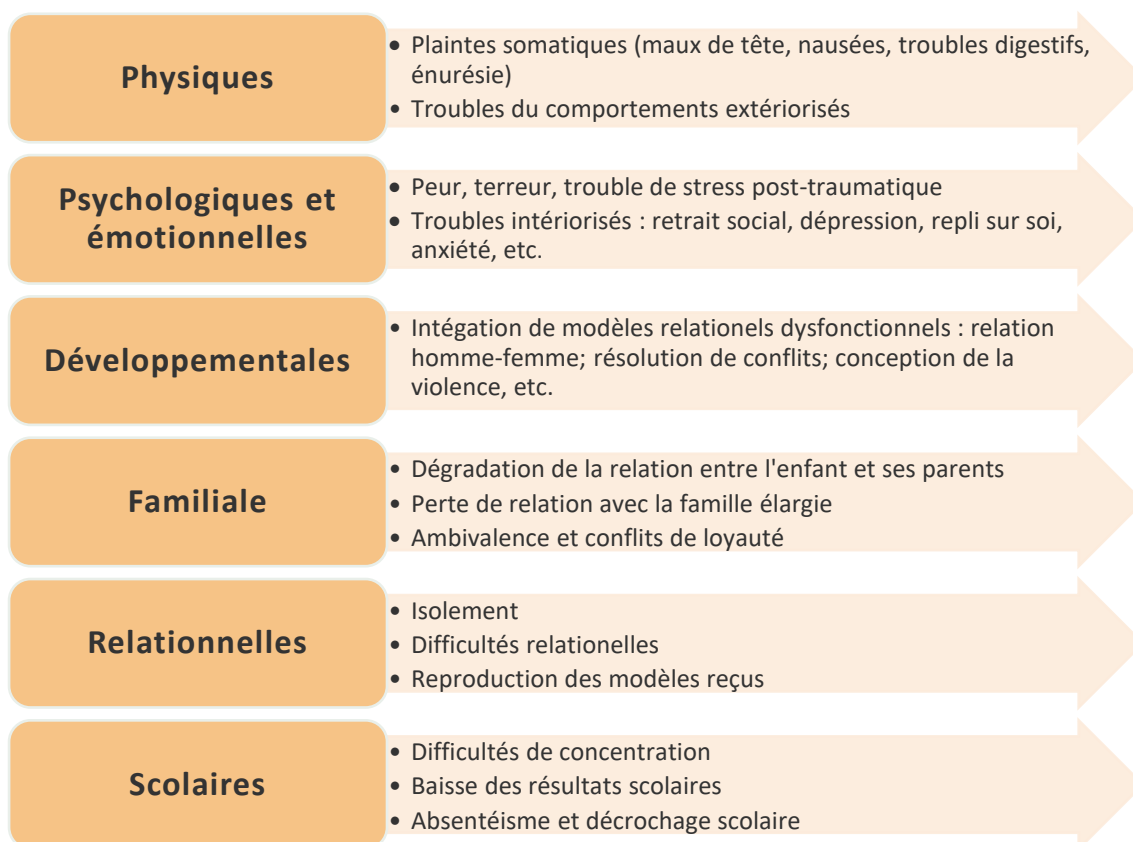 Physiques
• Plaintes somatiques (maux de tête, nausées, troubles digestifs,
énurésie)
• Troubles du comportements extériorisés
Psychologiques et
émotionnelles
• Peur, terreur, trouble de stress post-traumatique
• Troubles intériorisés : retrait social, dépression, repli sur soi,
anxiété, etc.
Développementales
• Intégation de modèles relationels dysfonctionnels : relation
homme-femme; résolution de conflits; conception de la
violence, etc.
Familiale
• Dégradation de la relation entre l'enfant et ses parents
• Perte de relation avec la famille élargie
• Ambivalence et conflits de loyauté
Relationnelles
• Isolement
• Difficultés relationelles
• Reproduction des modèles reçus
Scolaires
• Difficultés de concentration
• Baisse des résultats scolaires
• Absentéisme et décrochage scolaire